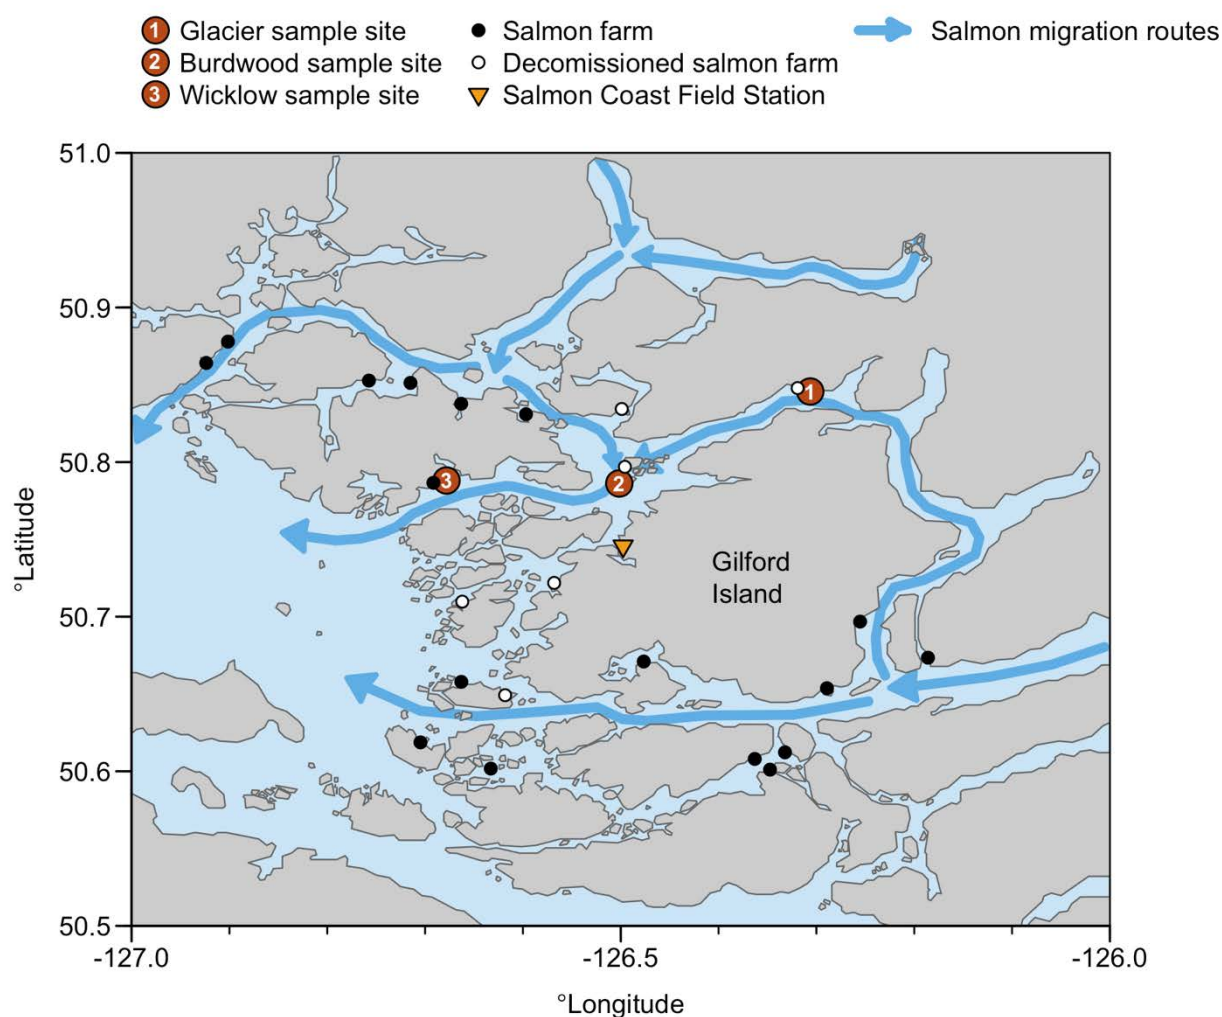 1 Glacier sample site
2 Burdwood sample site
3 Wicklow sample site
Salmon farm
Decomissioned salmon farm
Salmon Coast Field Station
Salmon migration routes
51.0
50.9
50.8
50.7
50.6
50.5
°Latitude
1
2
3
Gilford
Island
-127.0
-126.5
-126.0
°Longitude